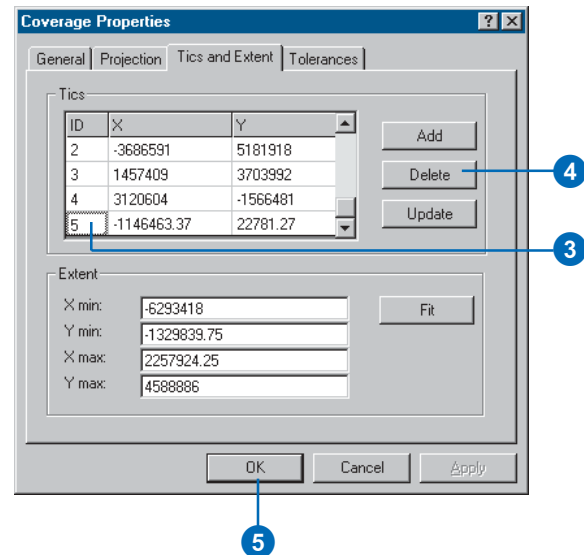 Coverage Properties
? X
General Projection Tics and Extent Tolerances
Tics
ID X Y
2 -3686591 5181918
3 1457409 3703992
4 3120604 -1566481
5 -1146463.37 22781.27
Add
Delete
Update
4
3
Extent
X min: -6293418
Y min: -1329839.75
X max: 2257924.25
Y max: 4588886
Fit
OK Cancel Apply
5